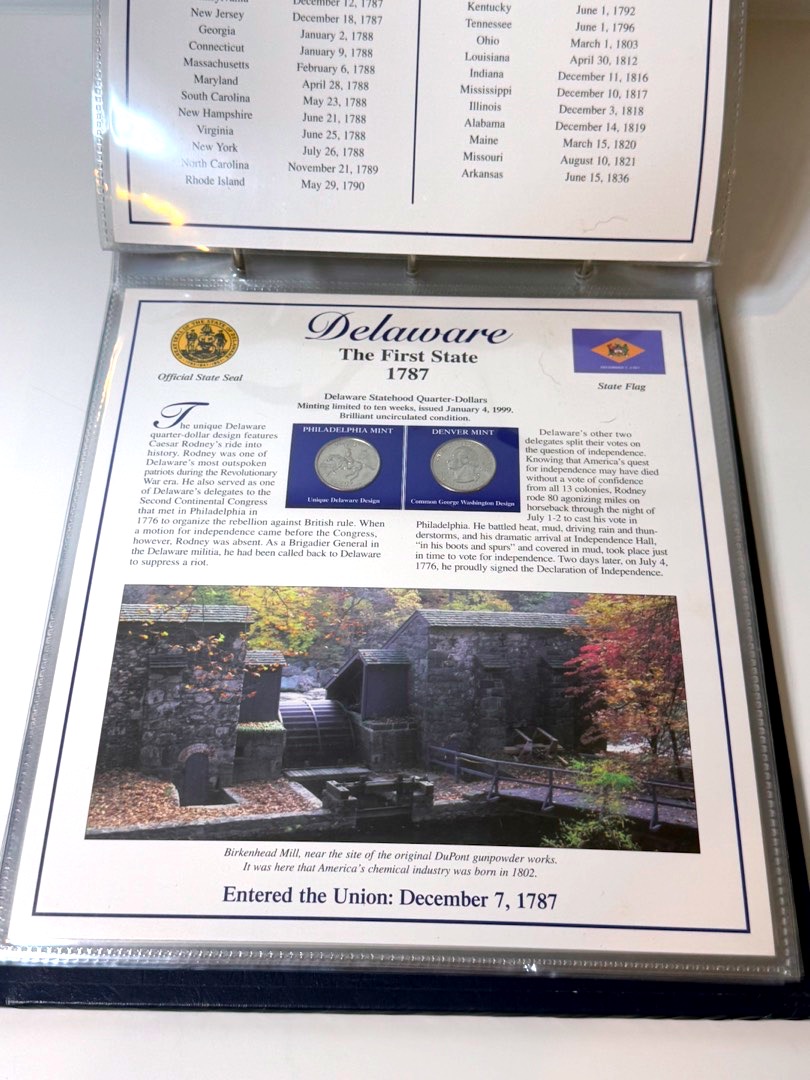 December 12, 1787
New Jersey December 18, 1787
Georgia January 2, 1788
Connecticut January 9, 1788
Massachusetts February 6, 1788
Maryland April 28, 1788
South Carolina May 23, 1788
New Hampshire June 21, 1788
Virginia June 25, 1788
New York July 26, 1788
North Carolina November 21, 1789
Rhode Island May 29, 1790
Kentucky June 1, 1792
Tennessee June 1, 1796
Ohio March 1, 1803
Louisiana April 30, 1812
Indiana December 11, 1816
Mississippi December 10, 1817
Illinois December 3, 1818
Alabama December 14, 1819
Maine March 15, 1820
Missouri August 10, 1821
Arkansas June 15, 1836
Delaware
The First State
1787
Official State Seal
State Flag
Delaware Statehood Quarter-Dollars
Minting limited to ten weeks, issued January 4, 1999.
Brilliant uncirculated condition.
PHILADELPHIA MINT
Unique Delaware Design
DENVER MINT
Common George Washington Design
The unique Delaware
quarter-dollar design features
Caesar Rodney's ride into
history. Rodney was one of
Delaware's most outspoken
patriots during the Revolutionary
War era. He also served as one
of Delaware's delegates to the
Second Continental Congress
that met in Philadelphia in
1776 to organize the rebellion against British rule. When
a motion for independence came before the Congress,
however, Rodney was absent. As a Brigadier General in
the Delaware militia, he had been called back to Delaware
to suppress a riot.
Delaware's other two
delegates split their votes on
the question of independence.
Knowing that America's quest
for independence may have died
without a vote of confidence
from all 13 colonies, Rodney
rode 80 agonizing miles on
horseback through the night of
July 1-2 to cast his vote in
Philadelphia. He battled heat, mud, driving rain and thun-
derstorms, and his dramatic arrival at Independence Hall,
"in his boots and spurs" and covered in mud, took place just
in time to vote for independence. Two days later, on July 4,
1776, he proudly signed the Declaration of Independence.
Birkenhead Mill, near the site of the original DuPont gunpowder works.
It was here that America's chemical industry was born in 1802.
Entered the Union: December 7, 1787